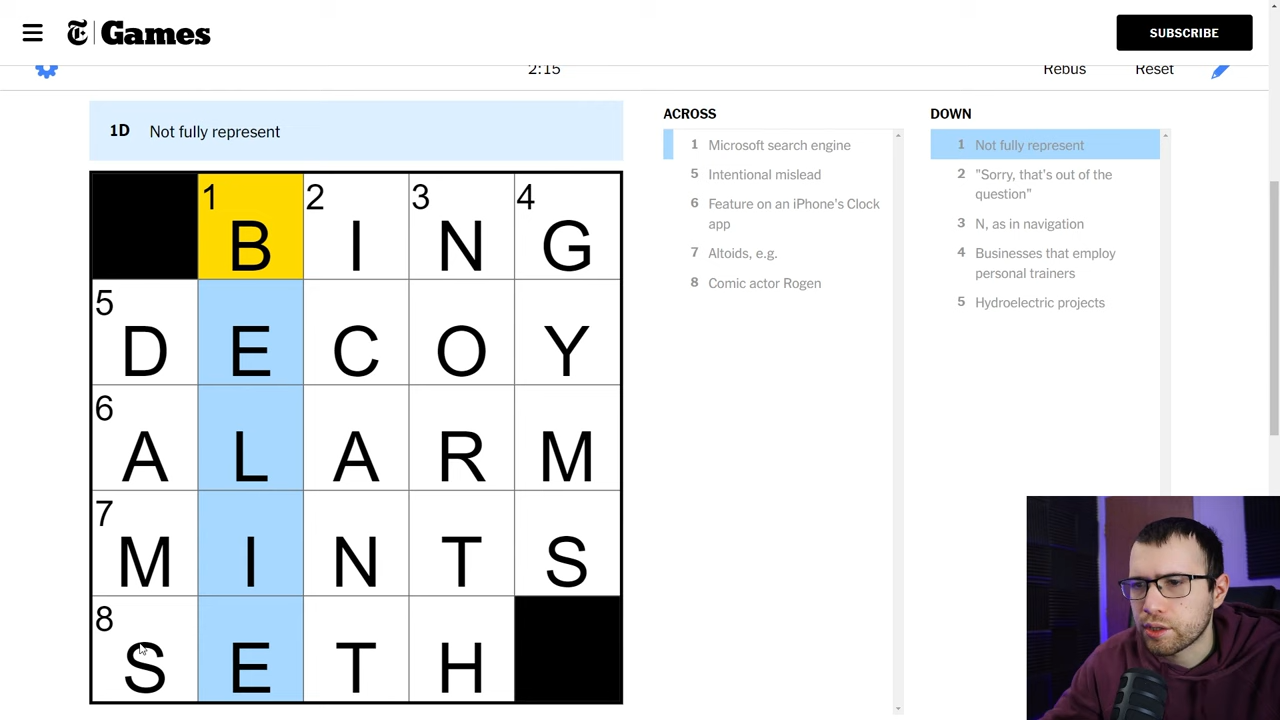 Games
SUBSCRIBE
2:15
Rebus
Reset
1D Not fully represent
1 B 2 I 3 N 4 G
5 D E C O Y
6 A L A R M
7 M I N T S
8 S E T H
ACROSS
1 Microsoft search engine
5 Intentional mislead
6 Feature on an iPhone's Clock
app
7 Altoids, e.g.
8 Comic actor Rogen
DOWN
1 Not fully represent
2 "Sorry, that's out of the
question"
3 N, as in navigation
4 Businesses that employ
personal trainers
5 Hydroelectric projects